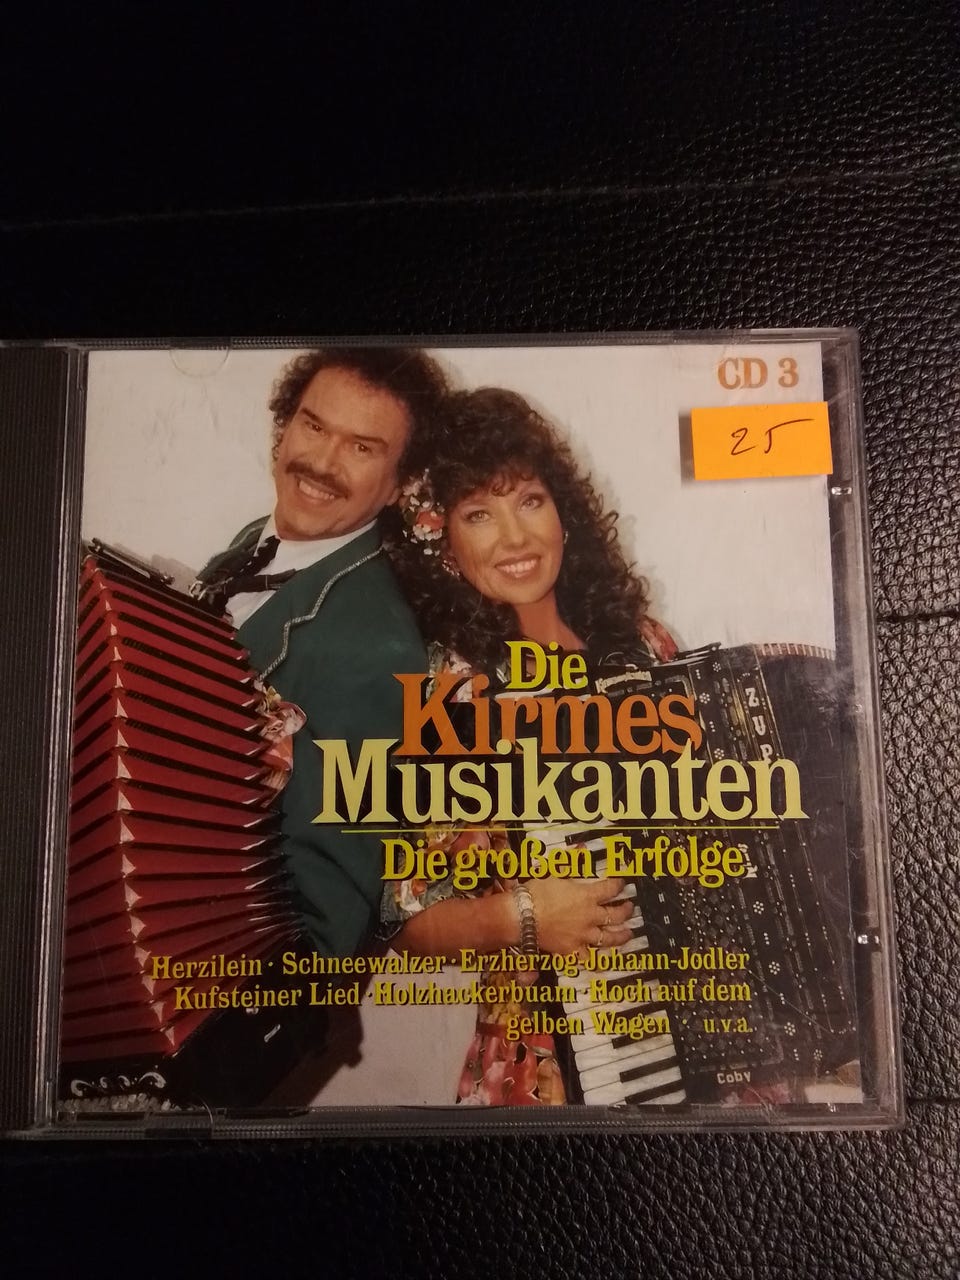 CD 3
25
Die
Kirmes
Musikanten
Die großen Erfolge
Herzilein · Schneewalzer · Erzherzog-Johann-Jodler
Kufsteiner Lied · Holzhackerbuam · Hoch auf dem
gelben Wagen · u.v.a.
Coby